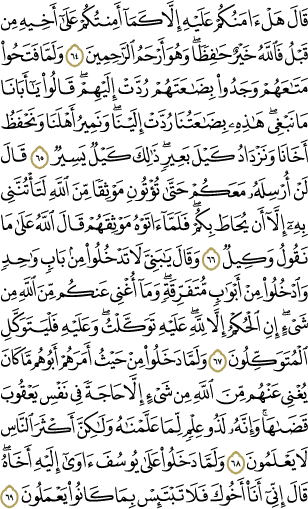 قَالَ هَلْ ءَامَنُكُمْ عَلَيْهِ إِلَّا كَمَآ أَمِنتُكُمْ عَلَىٰٓ أَخِيهِ مِن
قَبْلُ فَٱللَّهُ خَيْرٌ حَٰفِظًا ۖ وَهُوَ أَرْحَمُ ٱلرَّٰحِمِينَ ٦٤ وَلَمَّا فَتَحُوا۟
مَتَٰعَهُمْ وَجَدُوا۟ بِضَٰعَتَهُمْ رُدَّتْ إِلَيْهِمْ ۖ قَالُوا۟ يَٰٓأَبَانَا
مَا نَبْغِى ۖ هَٰذِهِۦ بِضَٰعَتُنَا رُدَّتْ إِلَيْنَا ۖ وَنَمِيرُ أَهْلَنَا وَنَحْفَظُ
أَخَانَا وَنَزْدَادُ كَيْلَ بَعِيرٍ ۖ ذَٰلِكَ كَيْلٌ يَسِيرٌ ٦٥ قَالَ
لَنْ أُرْسِلَهُۥ مَعَكُمْ حَتَّىٰ تُؤْتُونِ مَوْثِقًا مِّنَ ٱللَّهِ لَتَأْتُنَّنِى
بِهِۦٓ إِلَّآ أَن يُحَاطَ بِكُمْ ۖ فَلَمَّآ ءَاتَوْهُ مَوْثِقَهُمْ قَالَ ٱللَّهُ عَلَىٰ مَا
نَقُولُ وَكِيلٌ ٦٦ وَقَالَ يَٰبَنِىَّ لَا تَدْخُلُوا۟ مِنۢ بَابٍ وَٰحِدٍ
وَٱدْخُلُوا۟ مِنْ أَبْوَٰبٍ مُّتَفَرِّقَةٍ ۖ وَمَآ أُغْنِى عَنكُم مِّنَ ٱللَّهِ مِن
شَىْءٍ ۖ إِنِ ٱلْحُكْمُ إِلَّا لِلَّهِ ۖ عَلَيْهِ تَوَكَّلْتُ ۖ وَعَلَيْهِ فَلْيَتَوَكَّلِ
ٱلْمُتَوَكِّلُونَ ٦٧ وَلَمَّا دَخَلُوا۟ مِنْ حَيْثُ أَمَرَهُمْ أَبُوهُم مَّا كَانَ
يُغْنِى عَنْهُم مِّنَ ٱللَّهِ مِن شَىْءٍ إِلَّا حَاجَةً فِى نَفْسِ يَعْقُوبَ
قَضَىٰهَا ۚ وَإِنَّهُۥ لَذُو عِلْمٍ لِّمَا عَلَّمْنَٰهُ وَلَٰكِنَّ أَكْثَرَ ٱلنَّاسِ
لَا يَعْلَمُونَ ٦٨ وَلَمَّا دَخَلُوا۟ عَلَىٰ يُوسُفَ ءَاوَىٰٓ إِلَيْهِ أَخَاهُ ۖ
قَالَ إِنِّىٓ أَنَا۠ أَخُوكَ فَلَا تَبْتَئِسْ بِمَا كَانُوا۟ يَعْمَلُونَ ٦٩